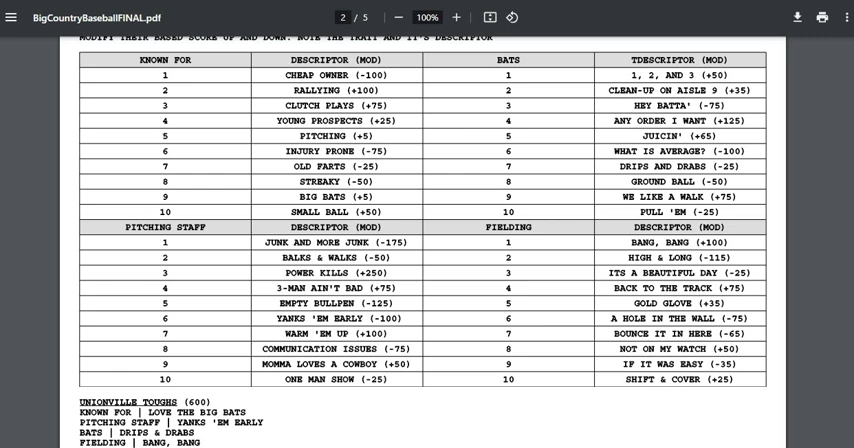 BigCountryBaseballFINAL.pdf 2 / 5 100%
MODIFY THEIR BASED SCORE UP AND DOWN. NOTE THE TRAIT AND IT'S DESCRIPTOR
KNOWN FOR DESCRIPTOR (MOD) BATS TDESCRIPTOR (MOD)
1 CHEAP OWNER (-100) 1 1, 2, AND 3 (+50)
2 RALLYING (+100) 2 CLEAN-UP ON AISLE 9 (+35)
3 CLUTCH PLAYS (+75) 3 HEY BATTA' (-75)
4 YOUNG PROSPECTS (+25) 4 ANY ORDER I WANT (+125)
5 PITCHING (+5) 5 JUICIN' (+65)
6 INJURY PRONE (-75) 6 WHAT IS AVERAGE? (-100)
7 OLD FARTS (-25) 7 DRIPS AND DRABS (-25)
8 STREAKY (-50) 8 GROUND BALL (-50)
9 BIG BATS (+5) 9 WE LIKE A WALK (+75)
10 SMALL BALL (+50) 10 PULL 'EM (-25)
PITCHING STAFF DESCRIPTOR (MOD) FIELDING DESCRIPTOR (MOD)
1 JUNK AND MORE JUNK (-175) 1 BANG, BANG (+100)
2 BALKS & WALKS (-50) 2 HIGH & LONG (-115)
3 POWER KILLS (+250) 3 ITS A BEAUTIFUL DAY (-25)
4 3-MAN AIN'T BAD (+75) 4 BACK TO THE TRACK (+75)
5 EMPTY BULLPEN (-125) 5 GOLD GLOVE (+35)
6 YANKS 'EM EARLY (-100) 6 A HOLE IN THE WALL (-75)
7 WARM 'EM UP (+100) 7 BOUNCE IT IN HERE (-65)
8 COMMUNICATION ISSUES (-75) 8 NOT ON MY WATCH (+50)
9 MOMMA LOVES A COWBOY (+50) 9 IF IT WAS EASY (-35)
10 ONE MAN SHOW (-25) 10 SHIFT & COVER (+25)
UNIONVILLE TOUGHS (600)
KNOWN FOR | LOVE THE BIG BATS
PITCHING STAFF | YANKS 'EM EARLY
BATS | DRIPS & DRABS
FIELDING | BANG, BANG